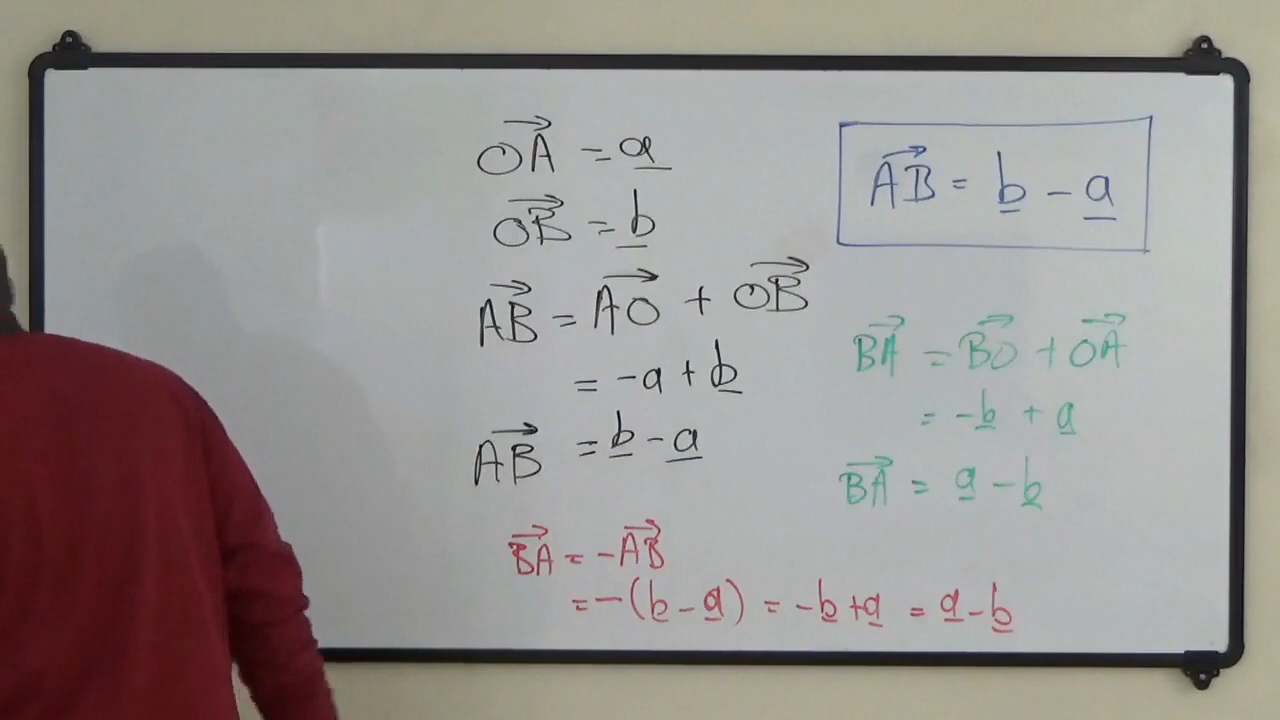 OA→ = a
OB→ = b
AB→ = AO→ + OB→
= -a + b
AB→ = b - a
AB→ = b - a
BA→ = BO→ + OA→
= -b + a
BA→ = a - b
BA→ = -AB→
= -(b - a) = -b + a = a - b